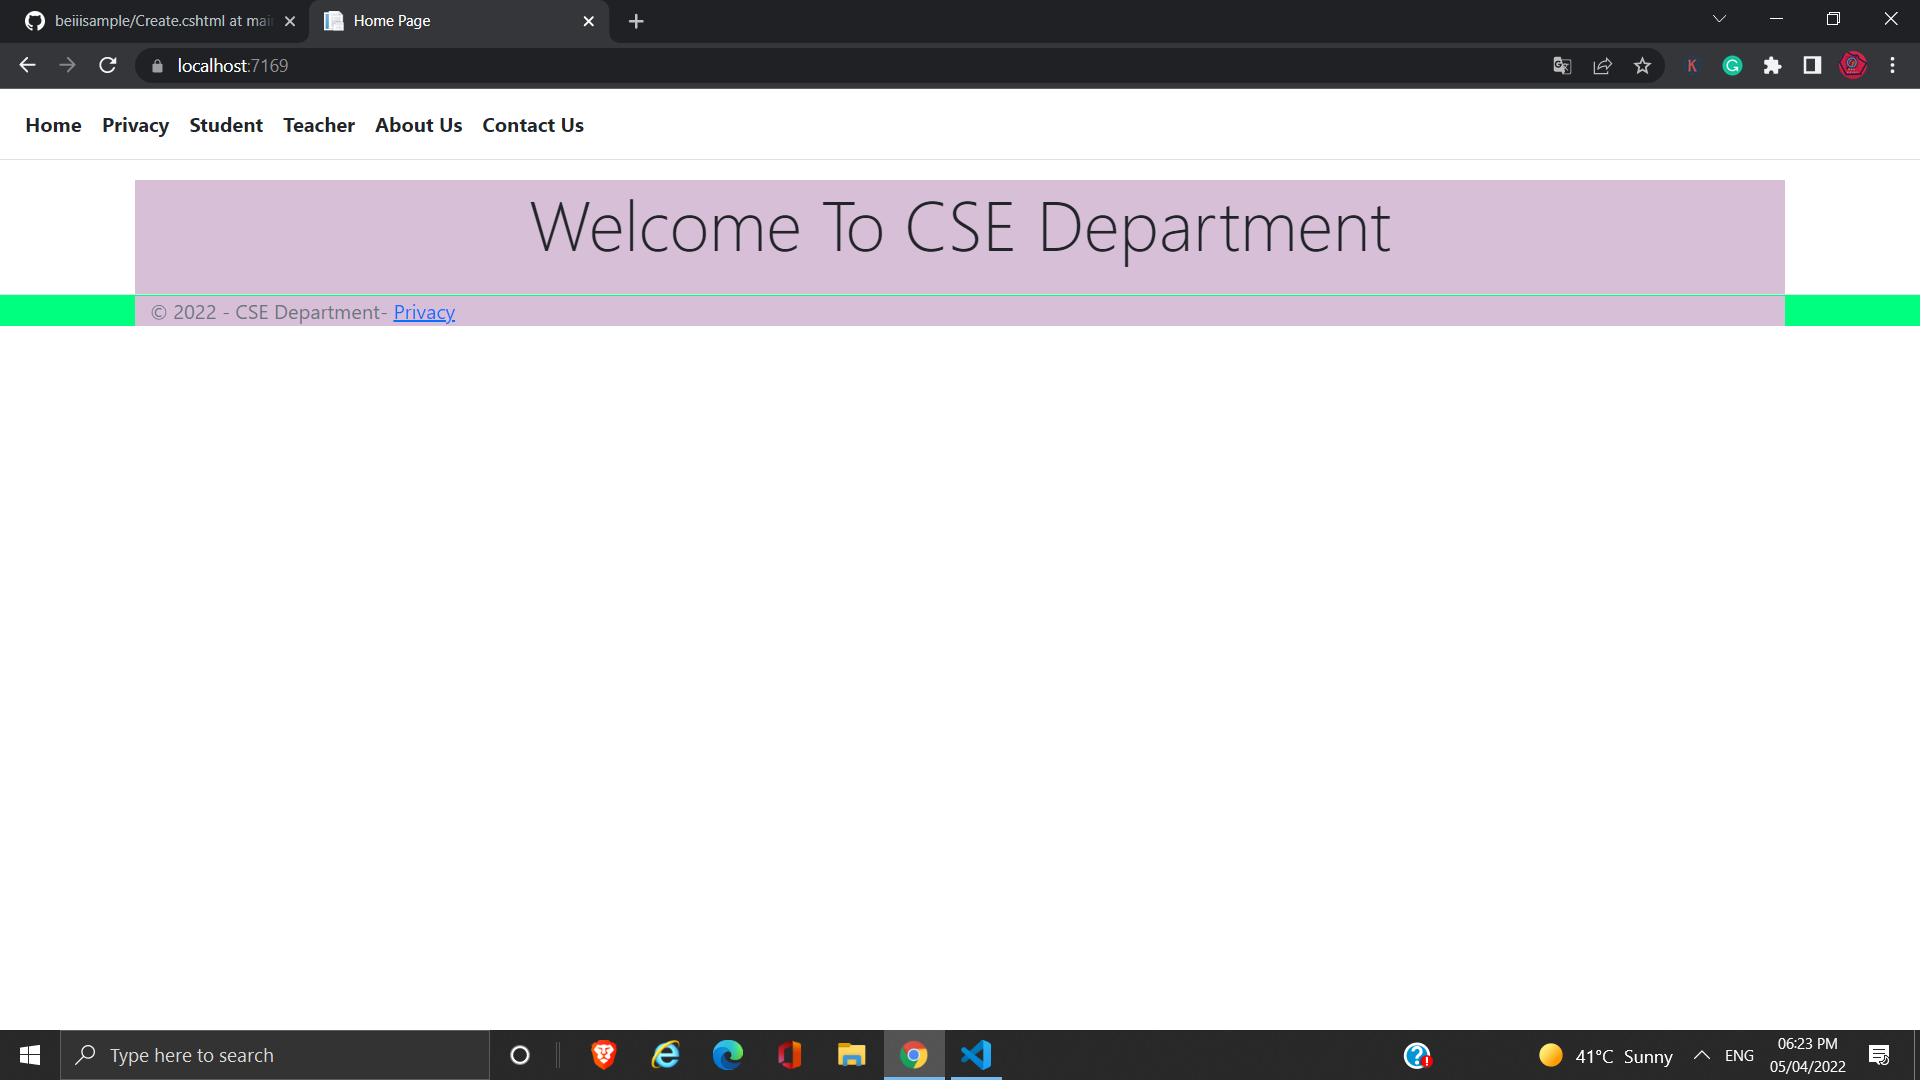 beiiisample/Create.cshtml at mai
Home Page
localhost:7169
K
Home Privacy Student Teacher About Us Contact Us
Welcome To CSE Department
© 2022 - CSE Department- Privacy
Type here to search
41°C Sunny
ENG
06:23 PM
05/04/2022